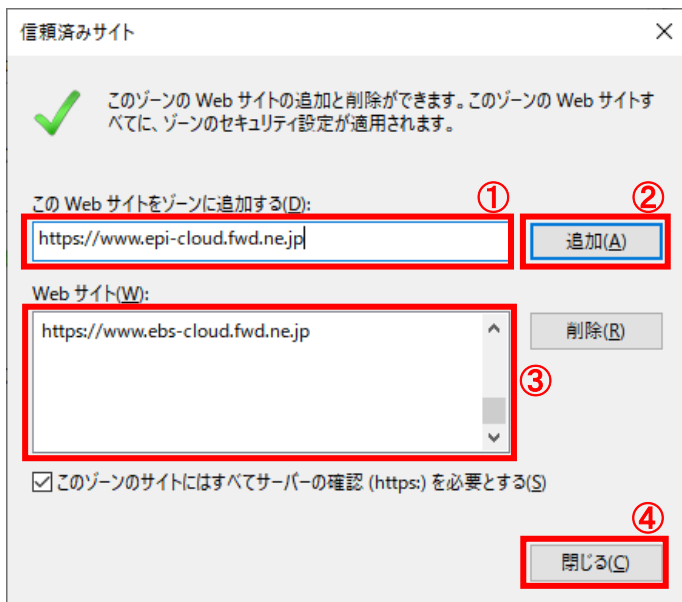 信頼済みサイト
このゾーンの Web サイトの追加と削除ができます。このゾーンの Web サイトす
べてに、ゾーンのセキュリティ設定が適用されます。
この Web サイトをゾーンに追加する(D):
①
②
https://www.epi-cloud.fwd.ne.jp
追加(A)
Web サイト(W):
https://www.ebs-cloud.fwd.ne.jp
削除(R)
③
このゾーンのサイトにはすべてサーバーの確認 (https:) を必要とする(S)
④
閉じる(C)